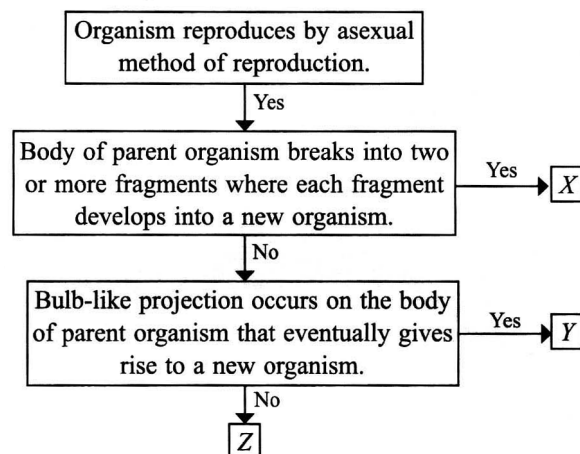 Organism reproduces by asexual
method of reproduction.
Yes
Body of parent organism breaks into two
or more fragments where each fragment
develops into a new organism.
Yes
X
No
Bulb-like projection occurs on the body
of parent organism that eventually gives
rise to a new organism.
Yes
Y
No
Z